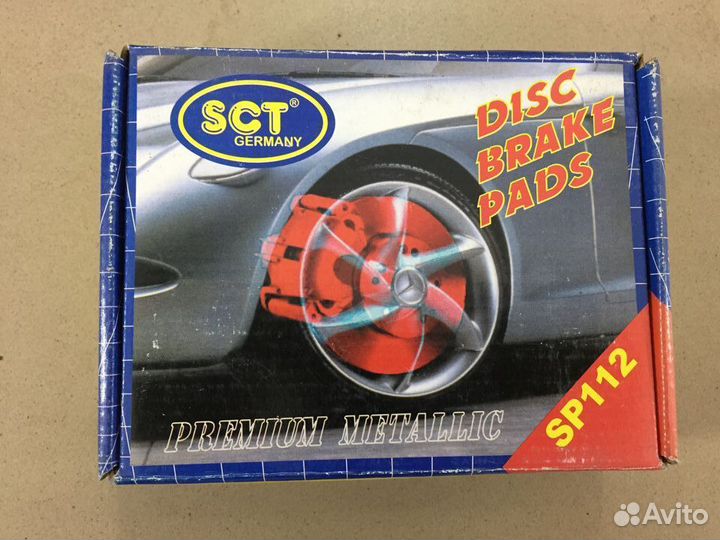 SCT®
GERMANY
DISC
BRAKE
PADS
PREMIUM METALLIC
SP112
Avito